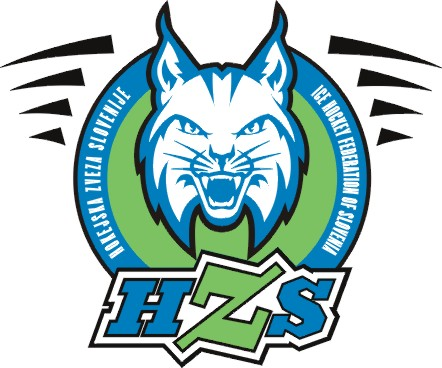 HOKEJSKA ZVEZA SLOVENIJE
ICE HOCKEY FEDERATION OF SLOVENIA
HZS